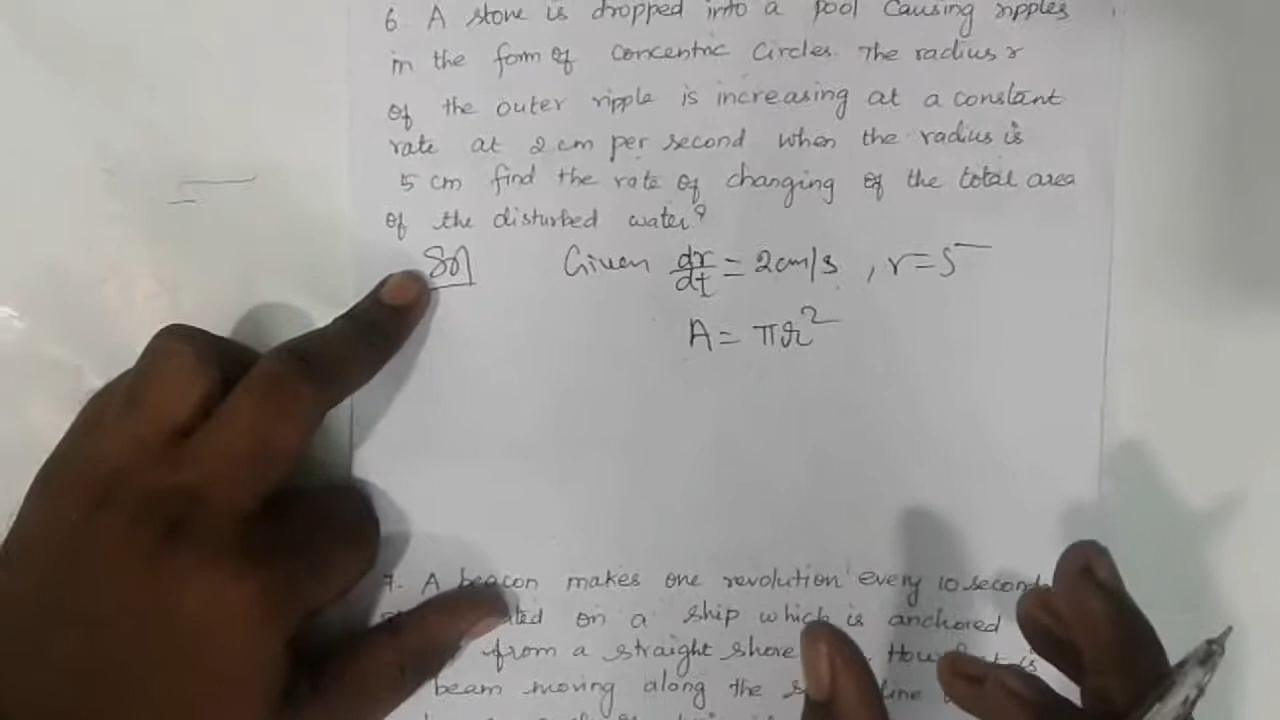 6. A stone is dropped into a pool causing ripples
in the form of concentric circles. The radius r
of the outer ripple is increasing at a constant
rate at 2 cm per second when the radius is
5 cm find the rate of changing of the total area
of the disturbed water?
Sol Given dr/dt = 2cm/s, r=5
A = πr²
7. A beacon makes one revolution every 10 second
on a ship which is anchored
from a straight shore
beam moving along the